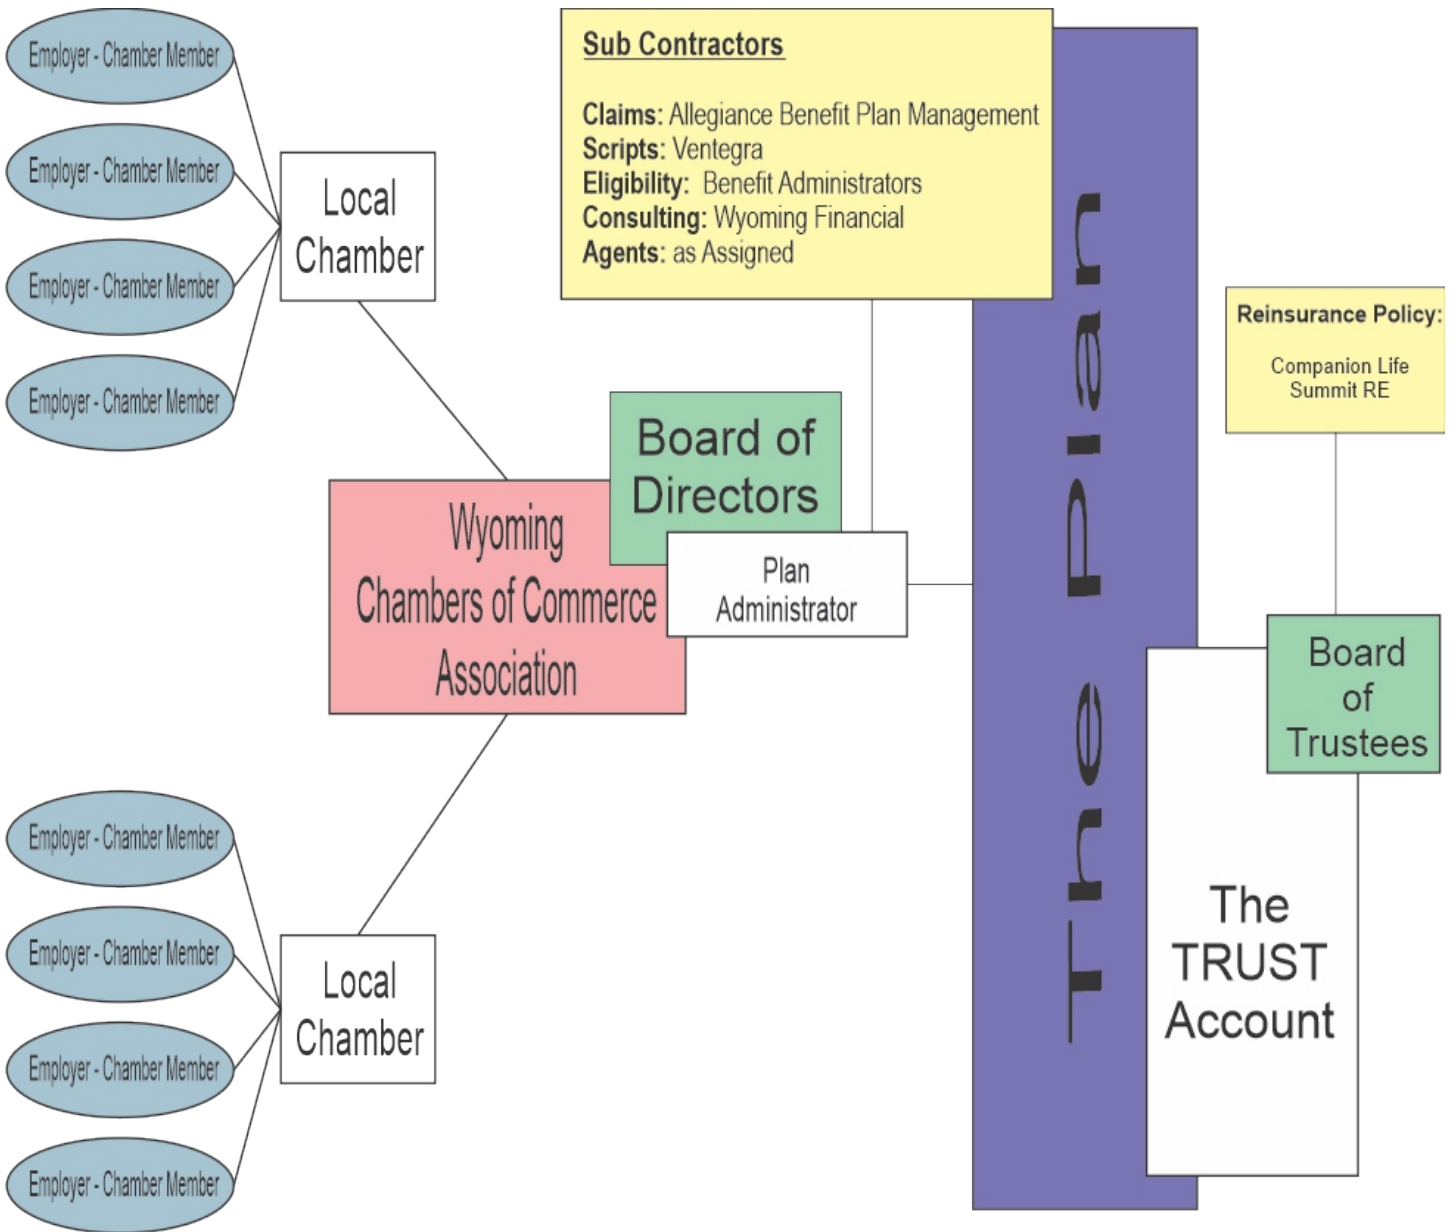 Employer - Chamber Member
Employer - Chamber Member
Employer - Chamber Member
Employer - Chamber Member
Local
Chamber
Sub Contractors
Claims: Allegiance Benefit Plan Management
Scripts: Ventegra
Eligibility: Benefit Administrators
Consulting: Wyoming Financial
Agents: as Assigned
Board of
Directors
Wyoming
Chambers of Commerce
Association
Plan
Administrator
The Plan
Reinsurance Policy:
Companion Life
Summit RE
Board
of
Trustees
The
TRUST
Account
Employer - Chamber Member
Employer - Chamber Member
Employer - Chamber Member
Employer - Chamber Member
Local
Chamber